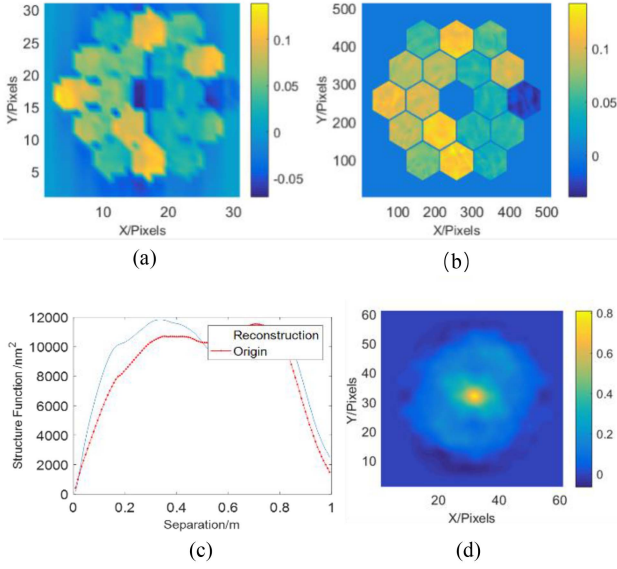 30
25
20
15
10
5
Y/Pixels
10 20 30
X/Pixels
0.1
0.05
0
-0.05
(a)
500
400
300
200
100
Y/Pixels
100 200 300 400 500
X/Pixels
0.1
0.05
0
(b)
12000
10000
8000
6000
4000
2000
0
Structure Function /nm²
Reconstruction
Origin
0 0.2 0.4 0.6 0.8 1
Separation/m
(c)
60
50
40
30
20
10
Y/Pixels
20 40 60
X/Pixels
0.8
0.6
0.4
0.2
0
(d)